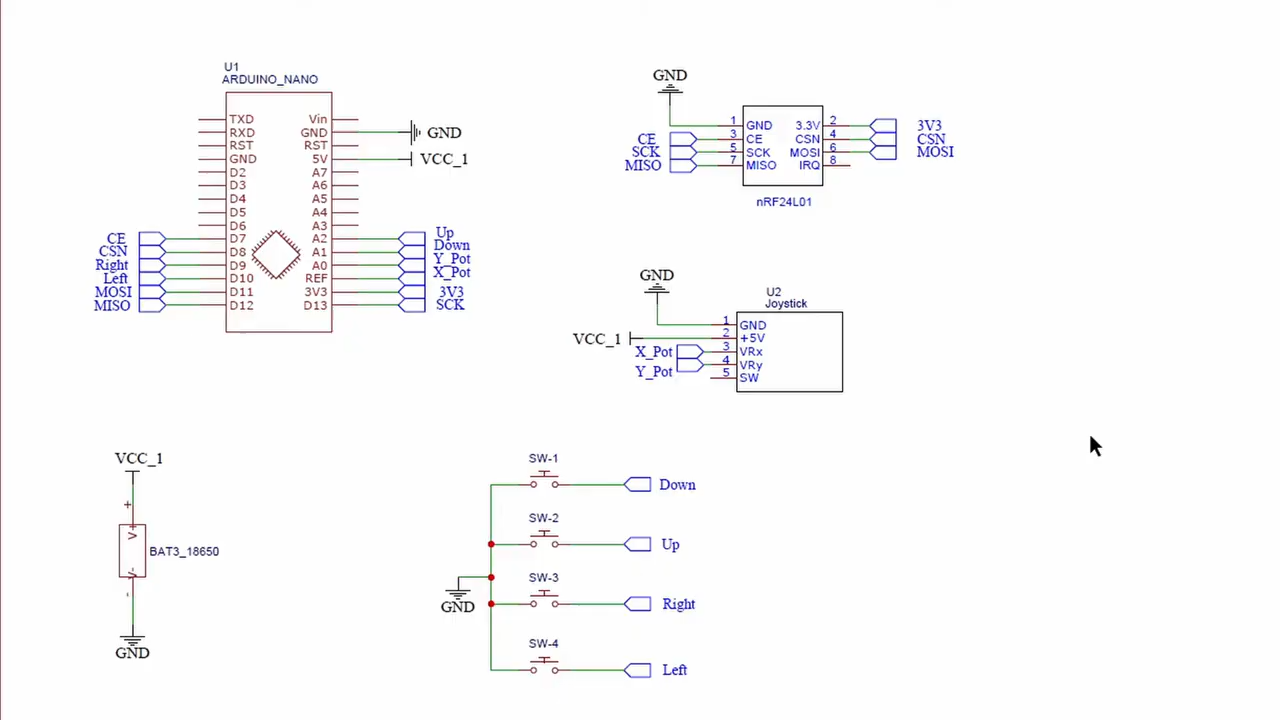 U1
ARDUINO_NANO
TXD Vin
RXD GND GND
RST RST
GND 5V VCC_1
D2 A7
D3 A6
D4 A5
D5 A4
D6 A3
CE D7 A2 Up
CSN D8 A1 Down
Right D9 A0 Y_Pot
Left D10 REF X_Pot
MOSI D11 3V3 3V3
MISO D12 D13 SCK
GND
1 GND 3.3V 2 3V3
CE 3 CE CSN 4 CSN
SCK 5 SCK MOSI 6 MOSI
MISO 7 MISO IRQ 8
nRF24L01
GND
U2
Joystick
1 GND
VCC_1 2 +5V
X_Pot 3 VRx
Y_Pot 4 VRy
5 SW
VCC_1
+
V
BAT3_18650
V-
-
GND
SW-1
Down
SW-2
Up
SW-3
GND
Right
SW-4
Left